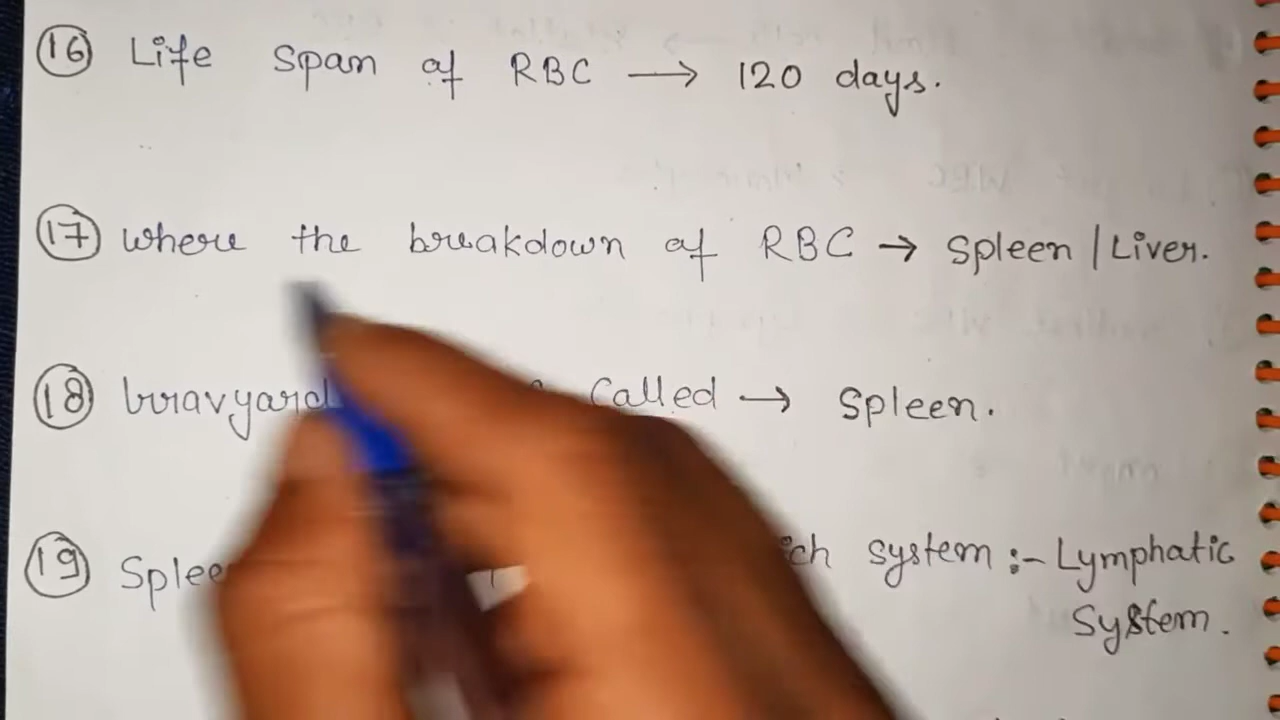 16 Life span of RBC → 120 days.
17 where the breakdown of RBC → Spleen / Liver.
18 Called → Spleen.
19 system :- Lymphatic
System.